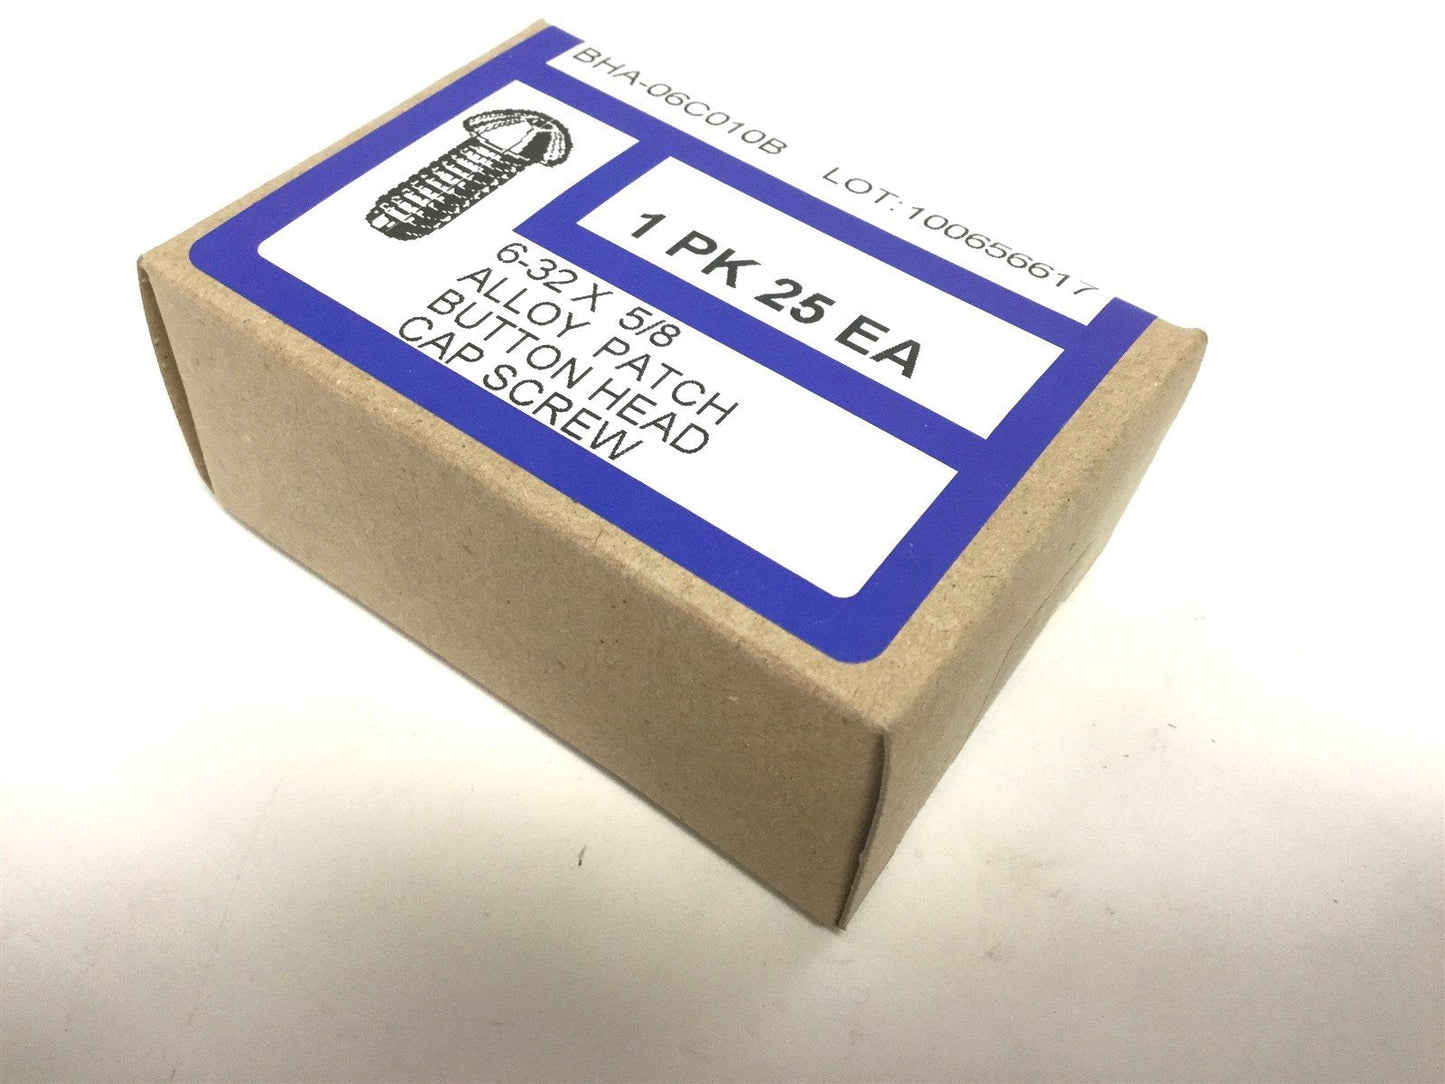 BHA-06C010B LOT:100656617
1 PK 25 EA
6-32 X 5/8
ALLOY PATCH
BUTTON HEAD
CAP SCREW